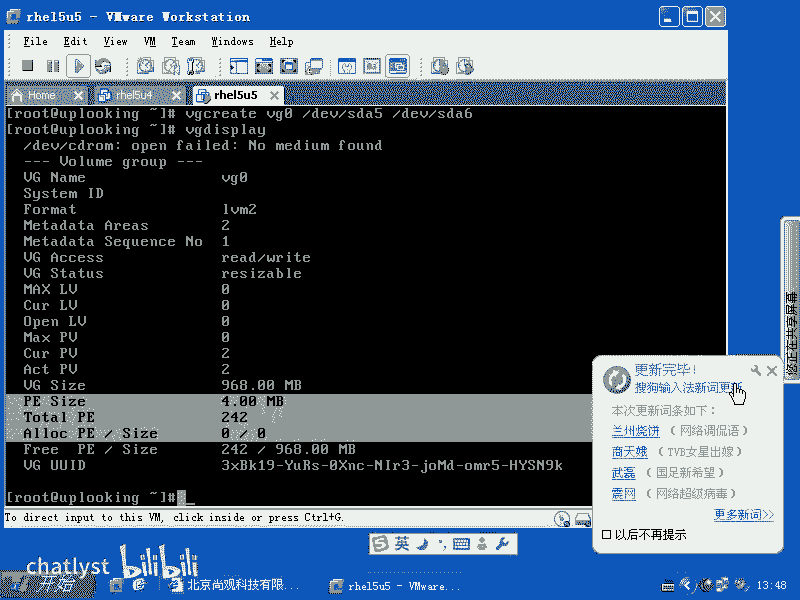 rhel5u5 - VMware Workstation
File Edit View VM Team Windows Help
Home rhel5u4 rhel5u5
[root@uplooking ~]# vgcreate vg0 /dev/sda5 /dev/sda6
[root@uplooking ~]# vgdisplay
/dev/cdrom: open failed: No medium found
--- Volume group ---
VG Name vg0
System ID
Format lvm2
Metadata Areas 2
Metadata Sequence No 1
VG Access read/write
VG Status resizable
MAX LV 0
Cur LV 0
Open LV 0
Max PV 0
Cur PV 2
Act PV 2
VG Size 968.00 MB
PE Size 4.00 MB
Total PE 242
Alloc PE / Size 0 / 0
Free PE / Size 242 / 968.00 MB
VG UUID 3xBk19-YuRs-0Xnc-NIr3-joMd-omr5-HYSN9k
[root@uplooking ~]# _
To direct input to this VM, click inside or press Ctrl+G.
您正在共享屏幕
更新完毕!
搜狗输入法新词更新
本次更新词条如下:
兰州烧饼 (网络调侃语)
商天娥 (TVB女星出嫁)
武磊 (国足新希望)
震网 (网络超级病毒)
更多新词>>
以后不再提示
英
chatlyst bilibili
开始
北京尚观科技有限...
rhel5u5 - VMware...
13:48